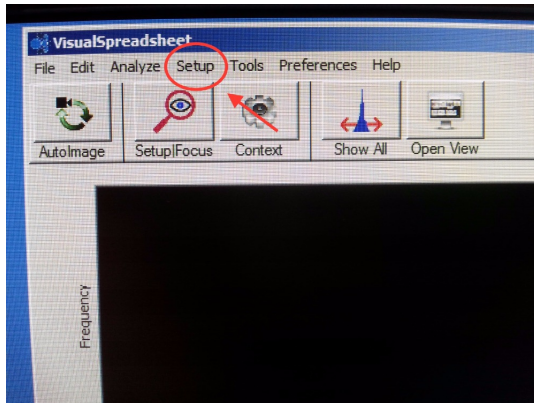 VisualSpreadsheet
File Edit Analyze Setup Tools Preferences Help
AutoImage Setup|Focus Context Show All Open View
Frequency